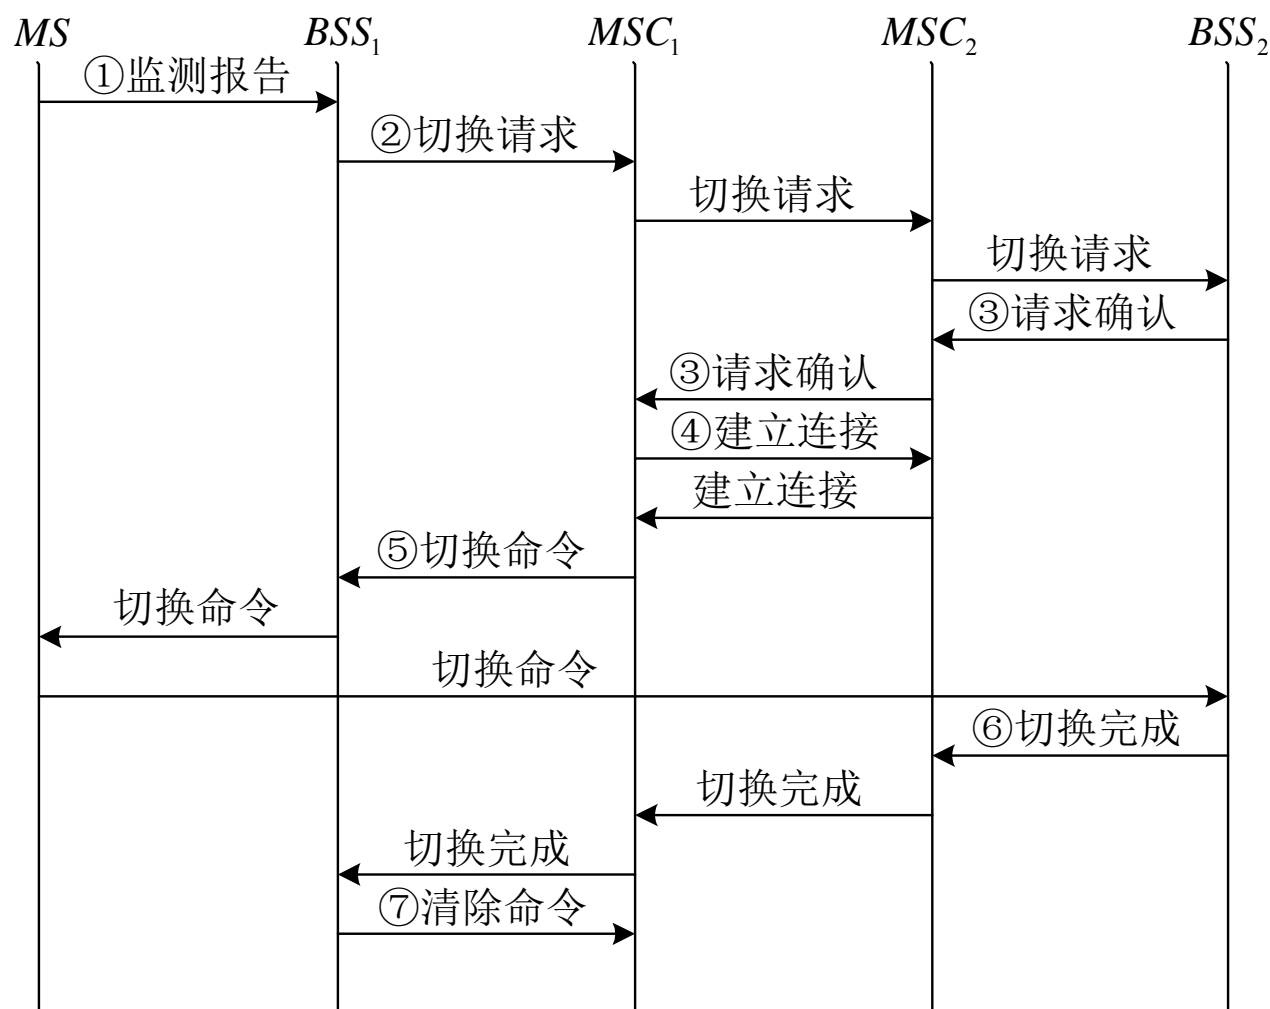 MS BSS₁ MSC₁ MSC₂ BSS₂
①监测报告
②切换请求
切换请求
切换请求
③请求确认
③请求确认
④建立连接
建立连接
⑤切换命令
切换命令
切换命令
⑥切换完成
切换完成
切换完成
⑦清除命令